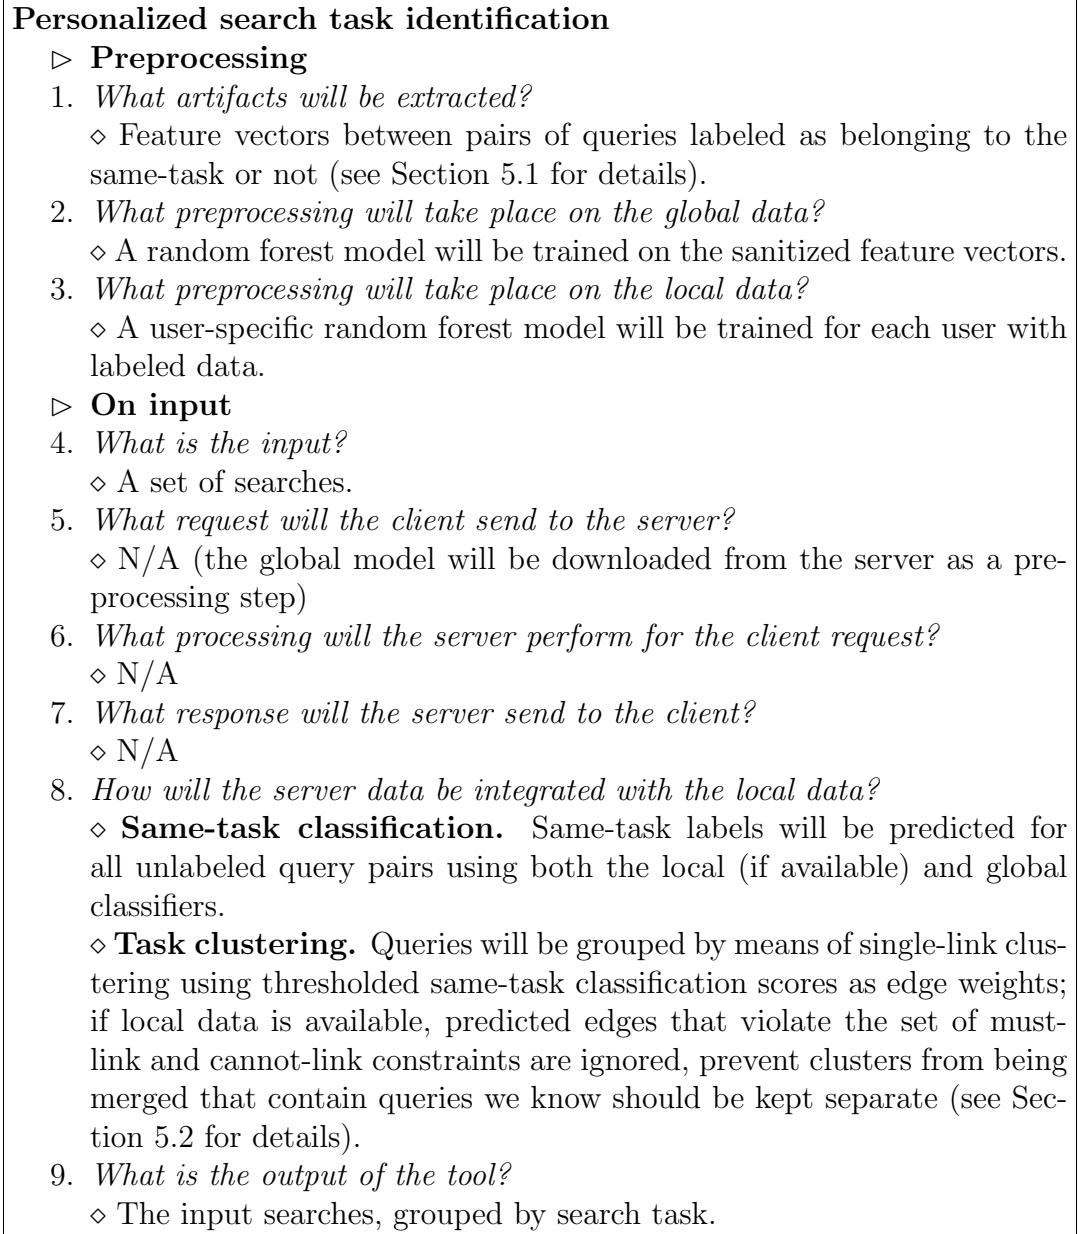 Personalized search task identification
▷ Preprocessing
1. What artifacts will be extracted?
⋄ Feature vectors between pairs of queries labeled as belonging to the
same-task or not (see Section 5.1 for details).
2. What preprocessing will take place on the global data?
⋄ A random forest model will be trained on the sanitized feature vectors.
3. What preprocessing will take place on the local data?
⋄ A user-specific random forest model will be trained for each user with
labeled data.
▷ On input
4. What is the input?
⋄ A set of searches.
5. What request will the client send to the server?
⋄ N/A (the global model will be downloaded from the server as a pre-
processing step)
6. What processing will the server perform for the client request?
⋄ N/A
7. What response will the server send to the client?
⋄ N/A
8. How will the server data be integrated with the local data?
⋄ Same-task classification. Same-task labels will be predicted for
all unlabeled query pairs using both the local (if available) and global
classifiers.
⋄ Task clustering. Queries will be grouped by means of single-link clus-
tering using thresholded same-task classification scores as edge weights;
if local data is available, predicted edges that violate the set of must-
link and cannot-link constraints are ignored, prevent clusters from being
merged that contain queries we know should be kept separate (see Sec-
tion 5.2 for details).
9. What is the output of the tool?
⋄ The input searches, grouped by search task.